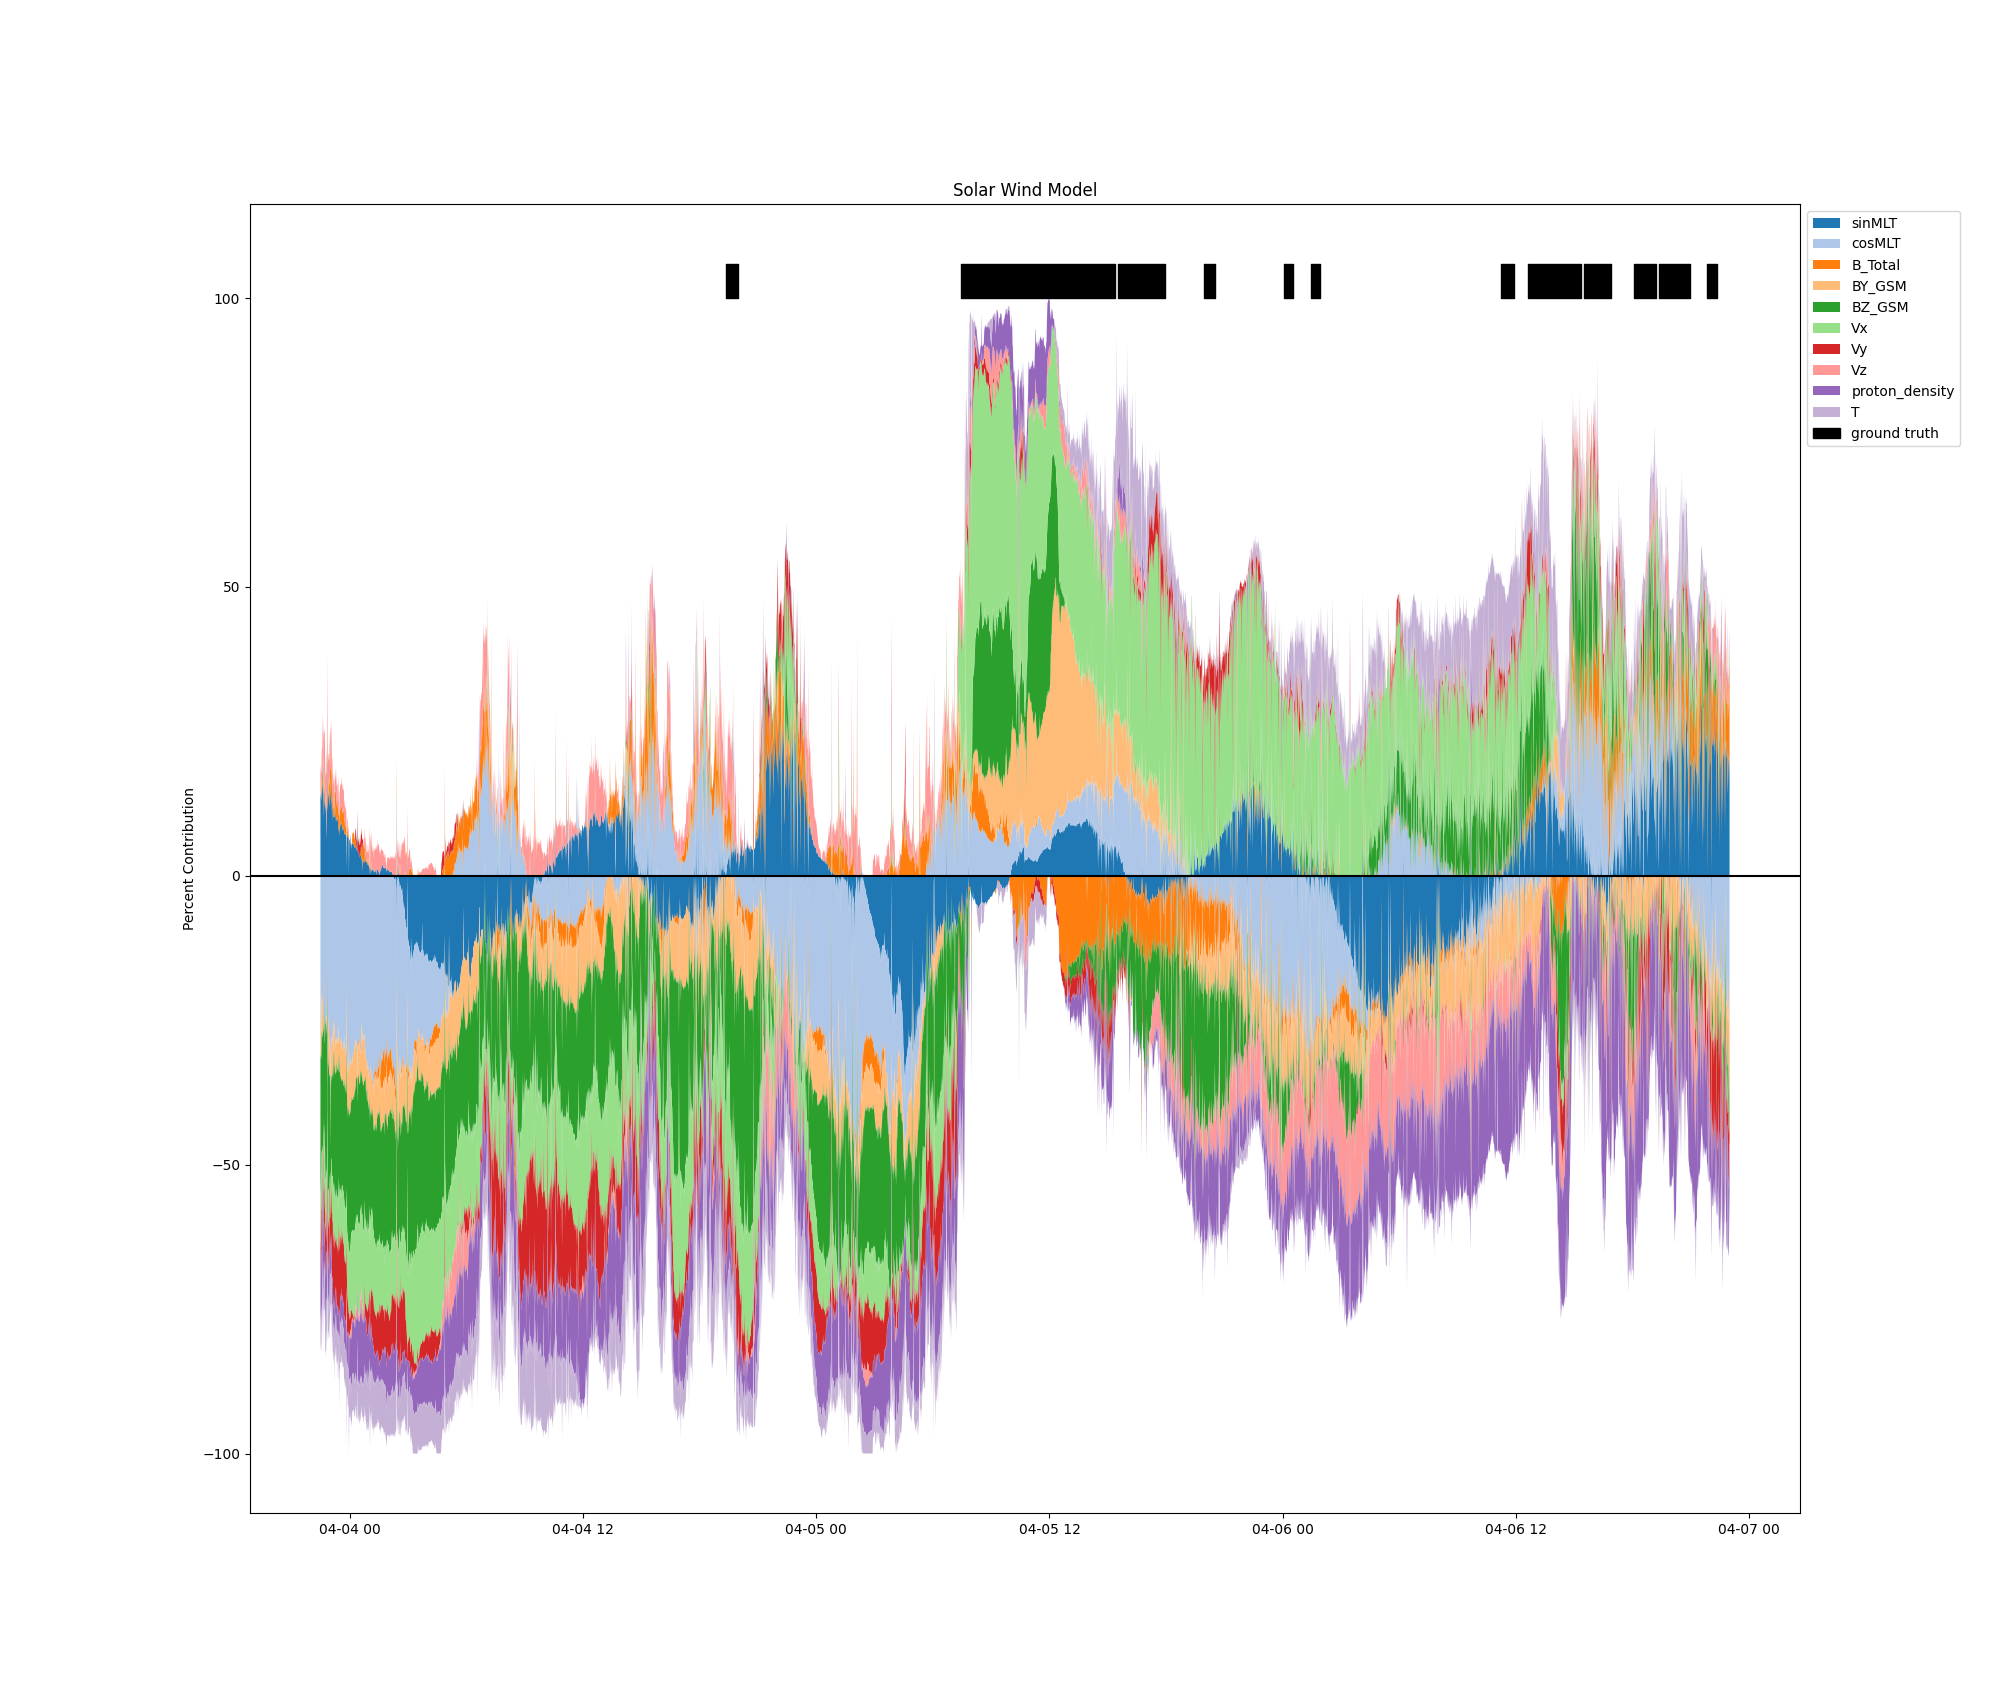 Solar Wind Model
sinMLT
cosMLT
B_Total
BY_GSM
BZ_GSM
Vx
Vy
Vz
proton_density
T
ground truth
Percent Contribution
100
50
0
−50
−100
04-04 00
04-04 12
04-05 00
04-05 12
04-06 00
04-06 12
04-07 00